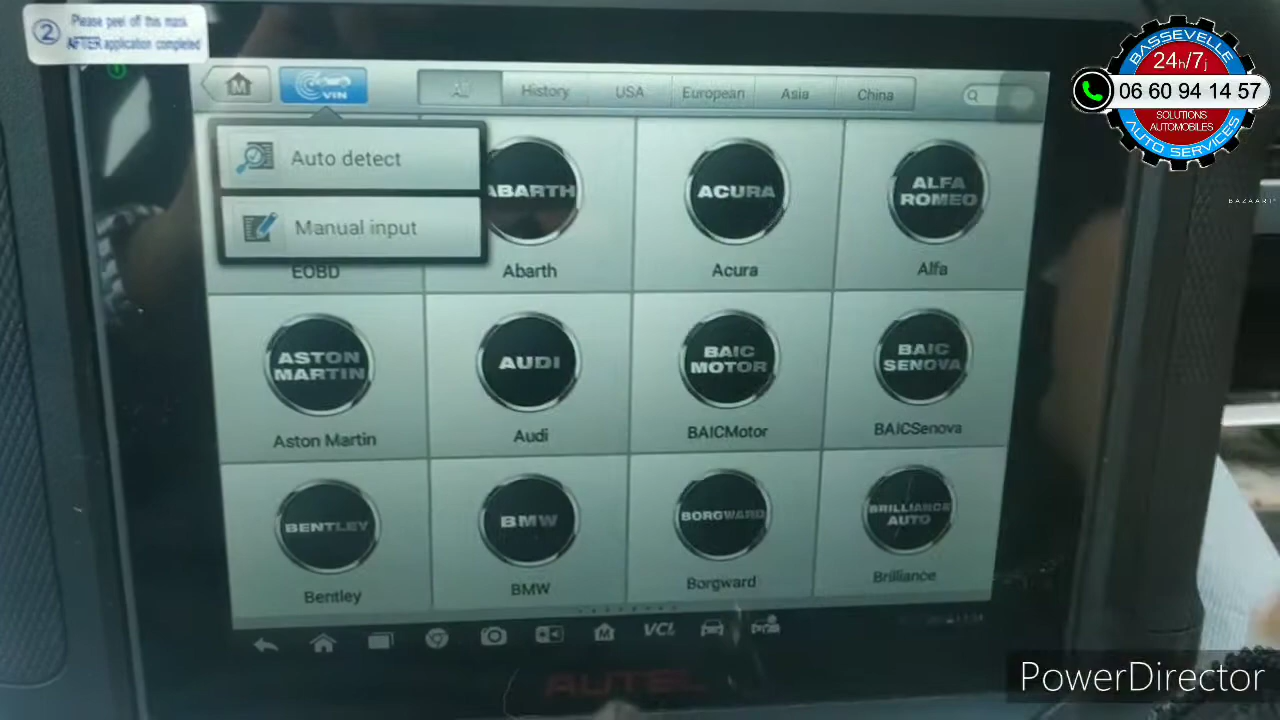 ② Please peel off this mask
AFTER application completed
VIN
All
History
USA
European
Asia
China
Auto detect
Manual input
EOBD
ABARTH
Abarth
ACURA
Acura
ALFA
ROMEO
Alfa
ASTON
MARTIN
Aston Martin
AUDI
Audi
BAIC
MOTOR
BAICMotor
BAIC
SENOVA
BAICSenova
BENTLEY
Bentley
BMW
BMW
BORGWARD
Borgward
BRILLIANCE
AUTO
Brilliance
M
VCI
AUTEL
BASSEVELLE
24h/7j
06 60 94 14 57
SOLUTIONS
AUTOMOBILES
AUTO SERVICES
BAZAART
PowerDirector